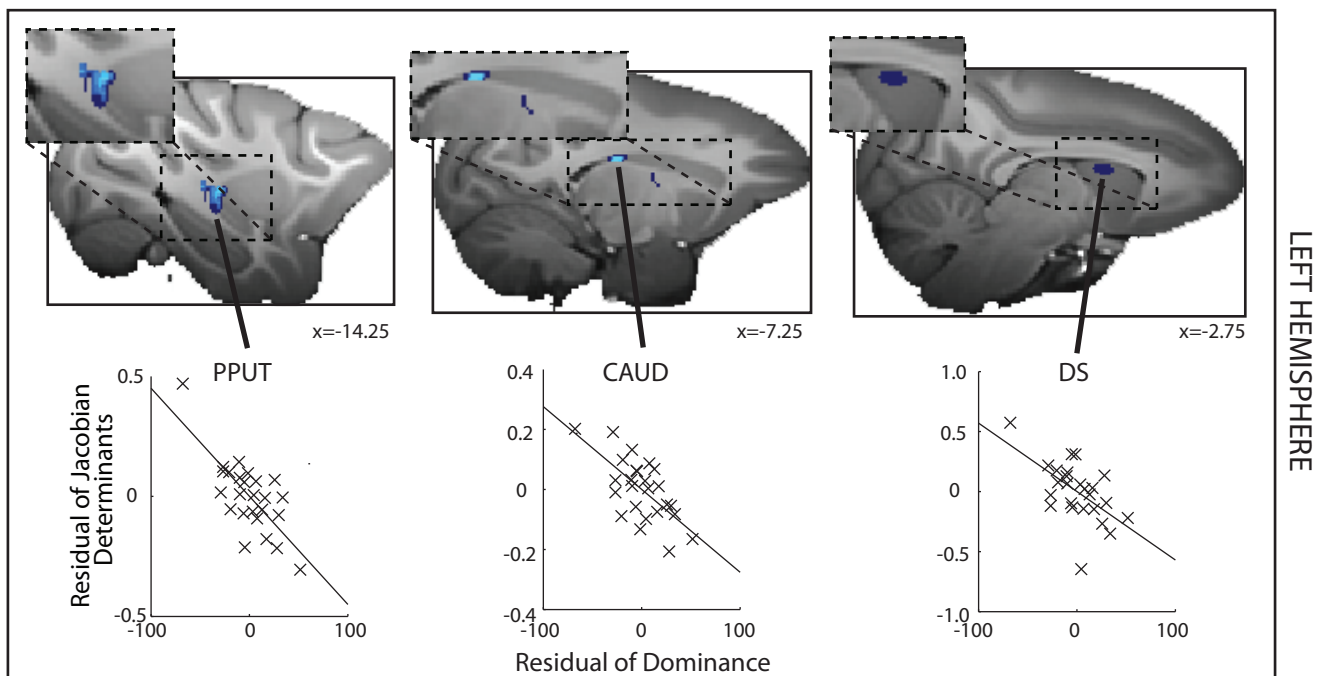 x=-14.25
x=-7.25
x=-2.75
LEFT HEMISPHERE
PPUT
CAUD
DS
Residual of Jacobian
Determinants
0.5
0
-0.5
-100
0
100
0.4
0.2
0
-0.2
-0.4
-100
0
100
1.0
0.5
0
-0.5
-1.0
-100
0
100
Residual of Dominance